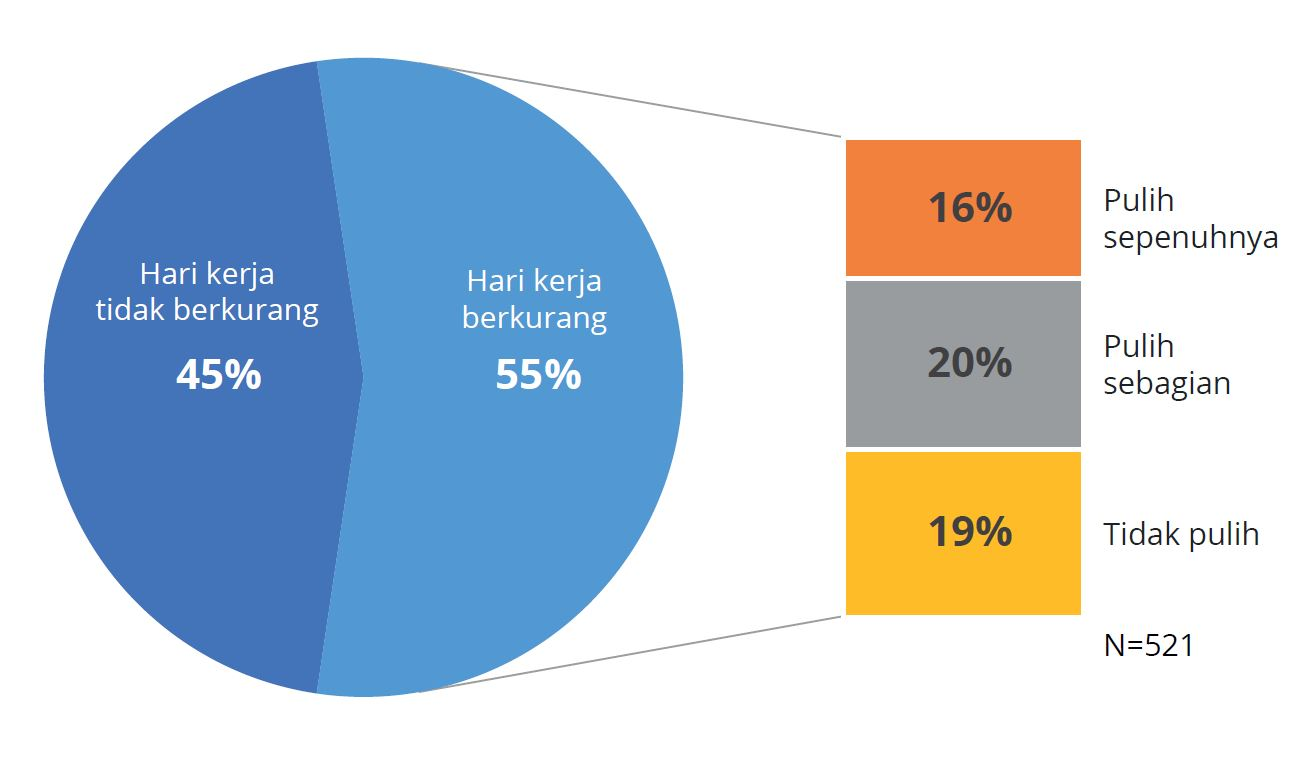 Hari kerja
tidak berkurang
45%
Hari kerja
berkurang
55%
16%
Pulih
sepenuhnya
20%
Pulih
sebagian
19%
Tidak pulih
N=521